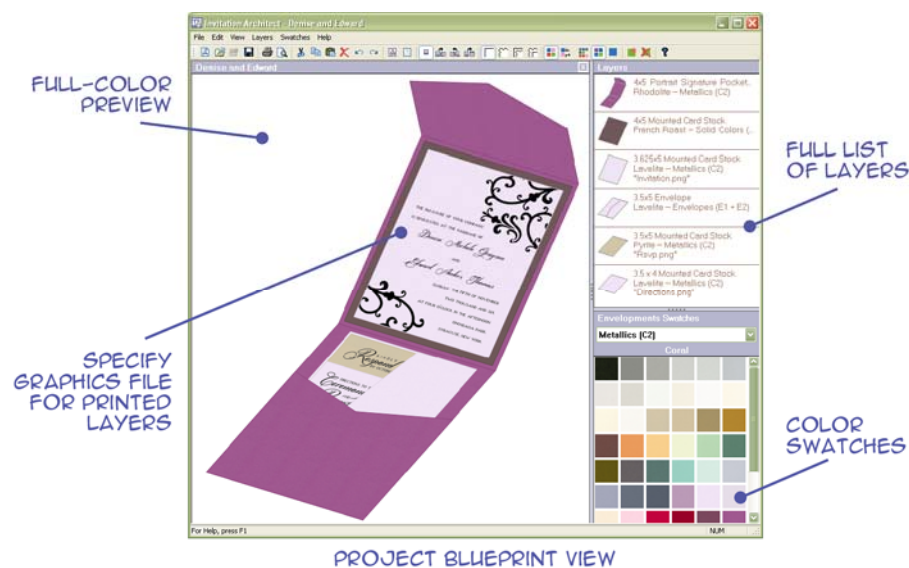 Invitation Architect - Denise and Edward
File Edit View Layers Swatches Help
Denise and Edward
Layers
FULL-COLOR
PREVIEW
4x5 Portrait Signature Pocket..
Rhodolite – Metallics (C2)
4x5 Mounted Card Stock
French Roast – Solid Colors (...
3.625x5 Mounted Card Stock
Lavelite – Metallics (C2)
"Invitation.png"
3.5x5 Envelope
Lavelite – Envelopes (E1 + E2)
3.5x5 Mounted Card Stock
Pyrite – Metallics (C2)
"Rsvp.png"
3.5 x 4 Mounted Card Stock
Lavelite – Metallics (C2)
"Directions.png"
FULL LIST
OF LAYERS
AND
Respond
Ceremony
SPECIFY
GRAPHICS FILE
FOR PRINTED
LAYERS
Envelopments Swatches
Metallics (C2)
Coral
COLOR
SWATCHES
For Help, press F1
NUM
PROJECT BLUEPRINT VIEW